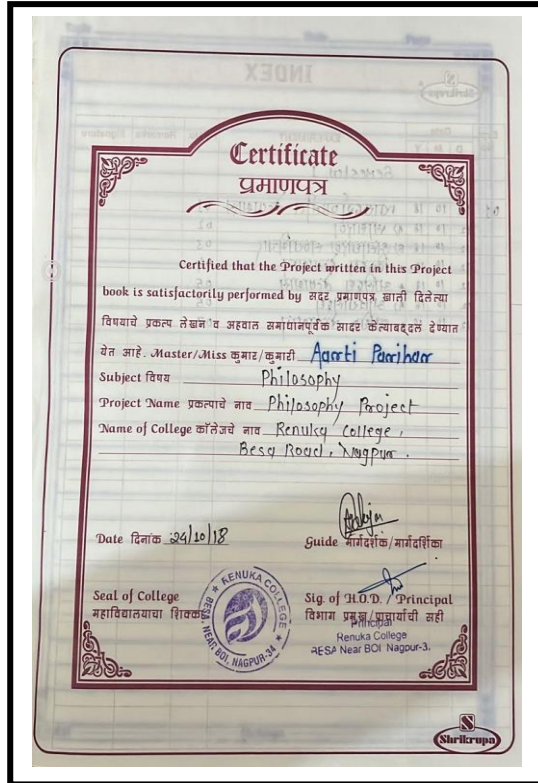 Shrikrupa
Certificate
प्रमाणपत्र
Certified that the Project written in this Project
book is satisfactorily performed by सदर प्रमाणपत्र खाली दिलेल्या
विषयाचे प्रकल्प लेखन व अहवाल समाधानपूर्वक सादर केल्याबद्दल देण्यात
येत आहे. Master/Miss कुमार/कुमारी Aarti Parihar
Subject विषय Philosophy
Project Name प्रकल्पाचे नाव Philosophy Project
Name of College कॉलेजचे नाव Renuka College,
Besa Road, Nagpur.
Date दिनांक 24/10/18
Guide मार्गदर्शक/मार्गदर्शिका
Seal of College
महाविद्यालयाचा शिक्का
RENUKA COLLEGE
BESA, NEAR BOI, NAGPUR-34
Sig. of H.O.D. / Principal
विभाग प्रमुख/प्राचार्याची सही
Principal
Renuka College
BESA Near BOI Nagpur-3.
Shrikrupa